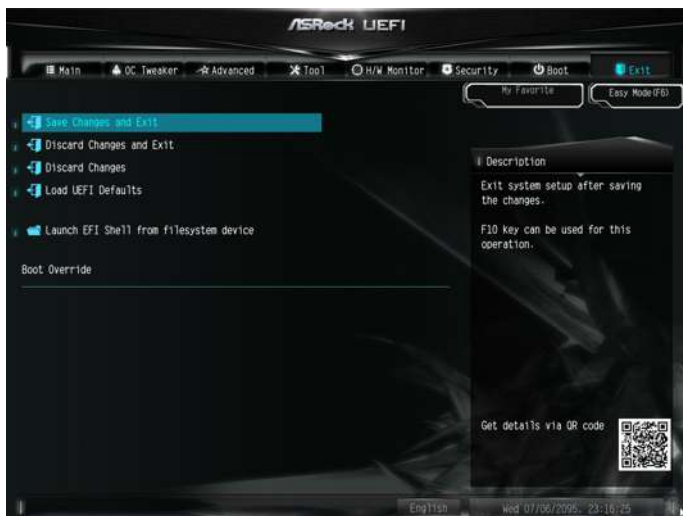 ASRock UEFI
Main OC Tweaker Advanced Tool H/W Monitor Security Boot Exit
My Favorite Easy Mode(F6)
Save Changes and Exit
Discard Changes and Exit
Discard Changes
Load UEFI Defaults
Launch EFI Shell from filesystem device
Boot Override
Description
Exit system setup after saving
the changes.
F10 key can be used for this
operation.
Get details via QR code
English Wed 07/06/2095. 23:16:25